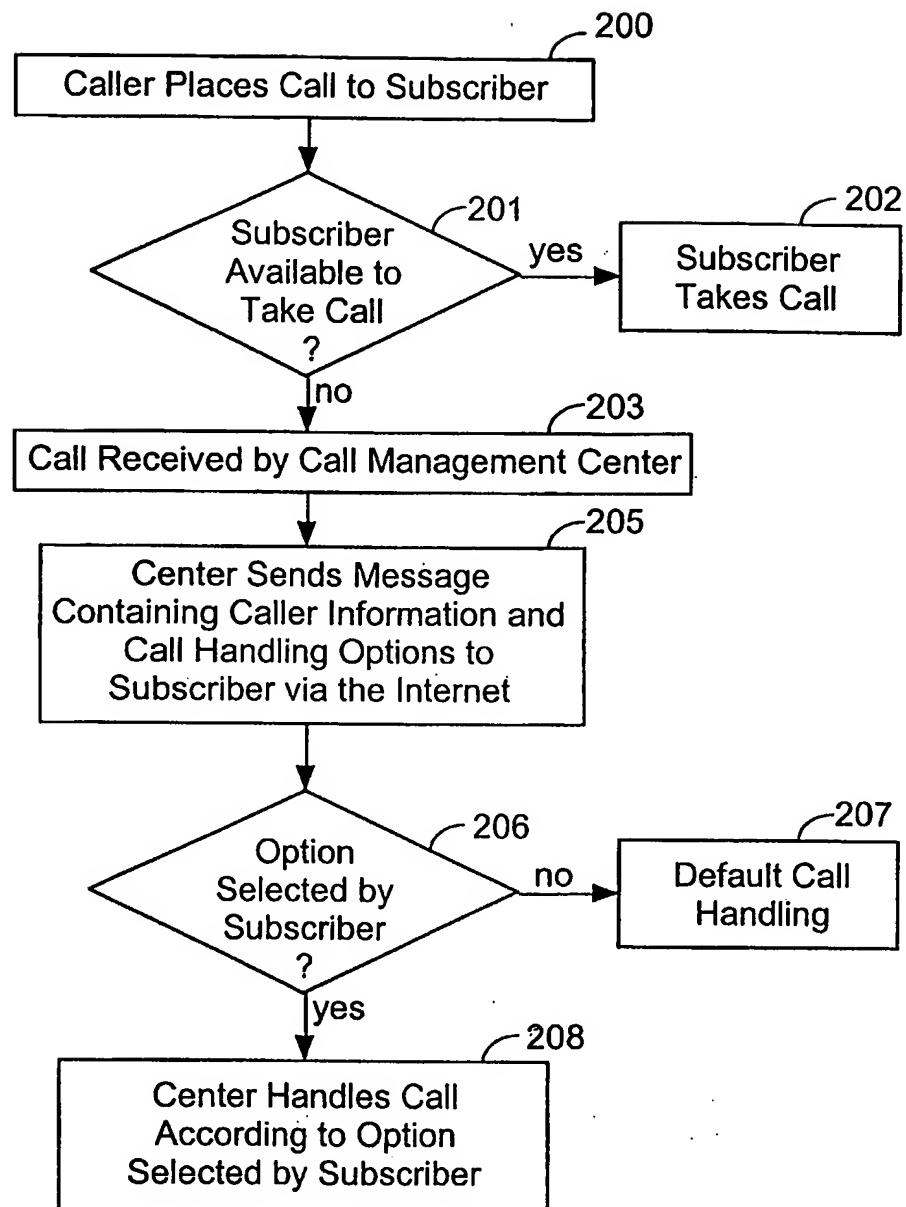 200
Caller Places Call to Subscriber
201
Subscriber
Available to
Take Call
?
yes
202
Subscriber
Takes Call
no
203
Call Received by Call Management Center
205
Center Sends Message
Containing Caller Information and
Call Handling Options to
Subscriber via the Internet
206
Option
Selected by
Subscriber
?
no
207
Default Call
Handling
yes
208
Center Handles Call
According to Option
Selected by Subscriber